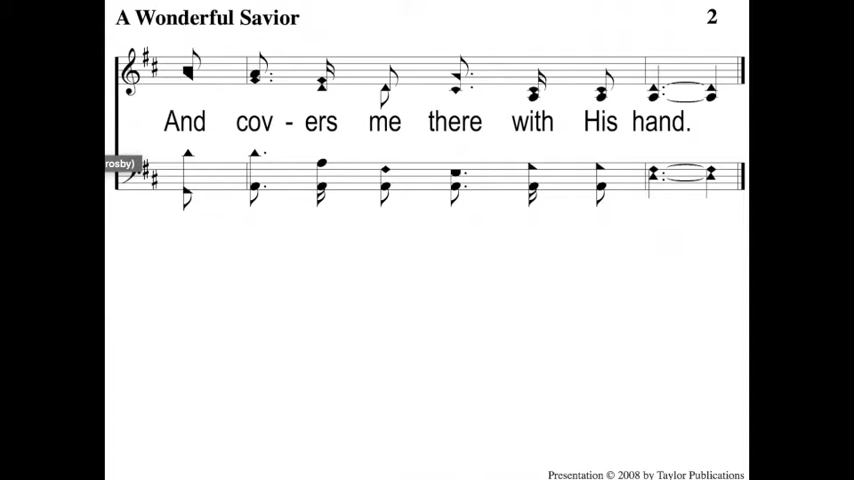 A Wonderful Savior 2
And cov - ers me there with His hand.
rosby)
Presentation © 2008 by Taylor Publications